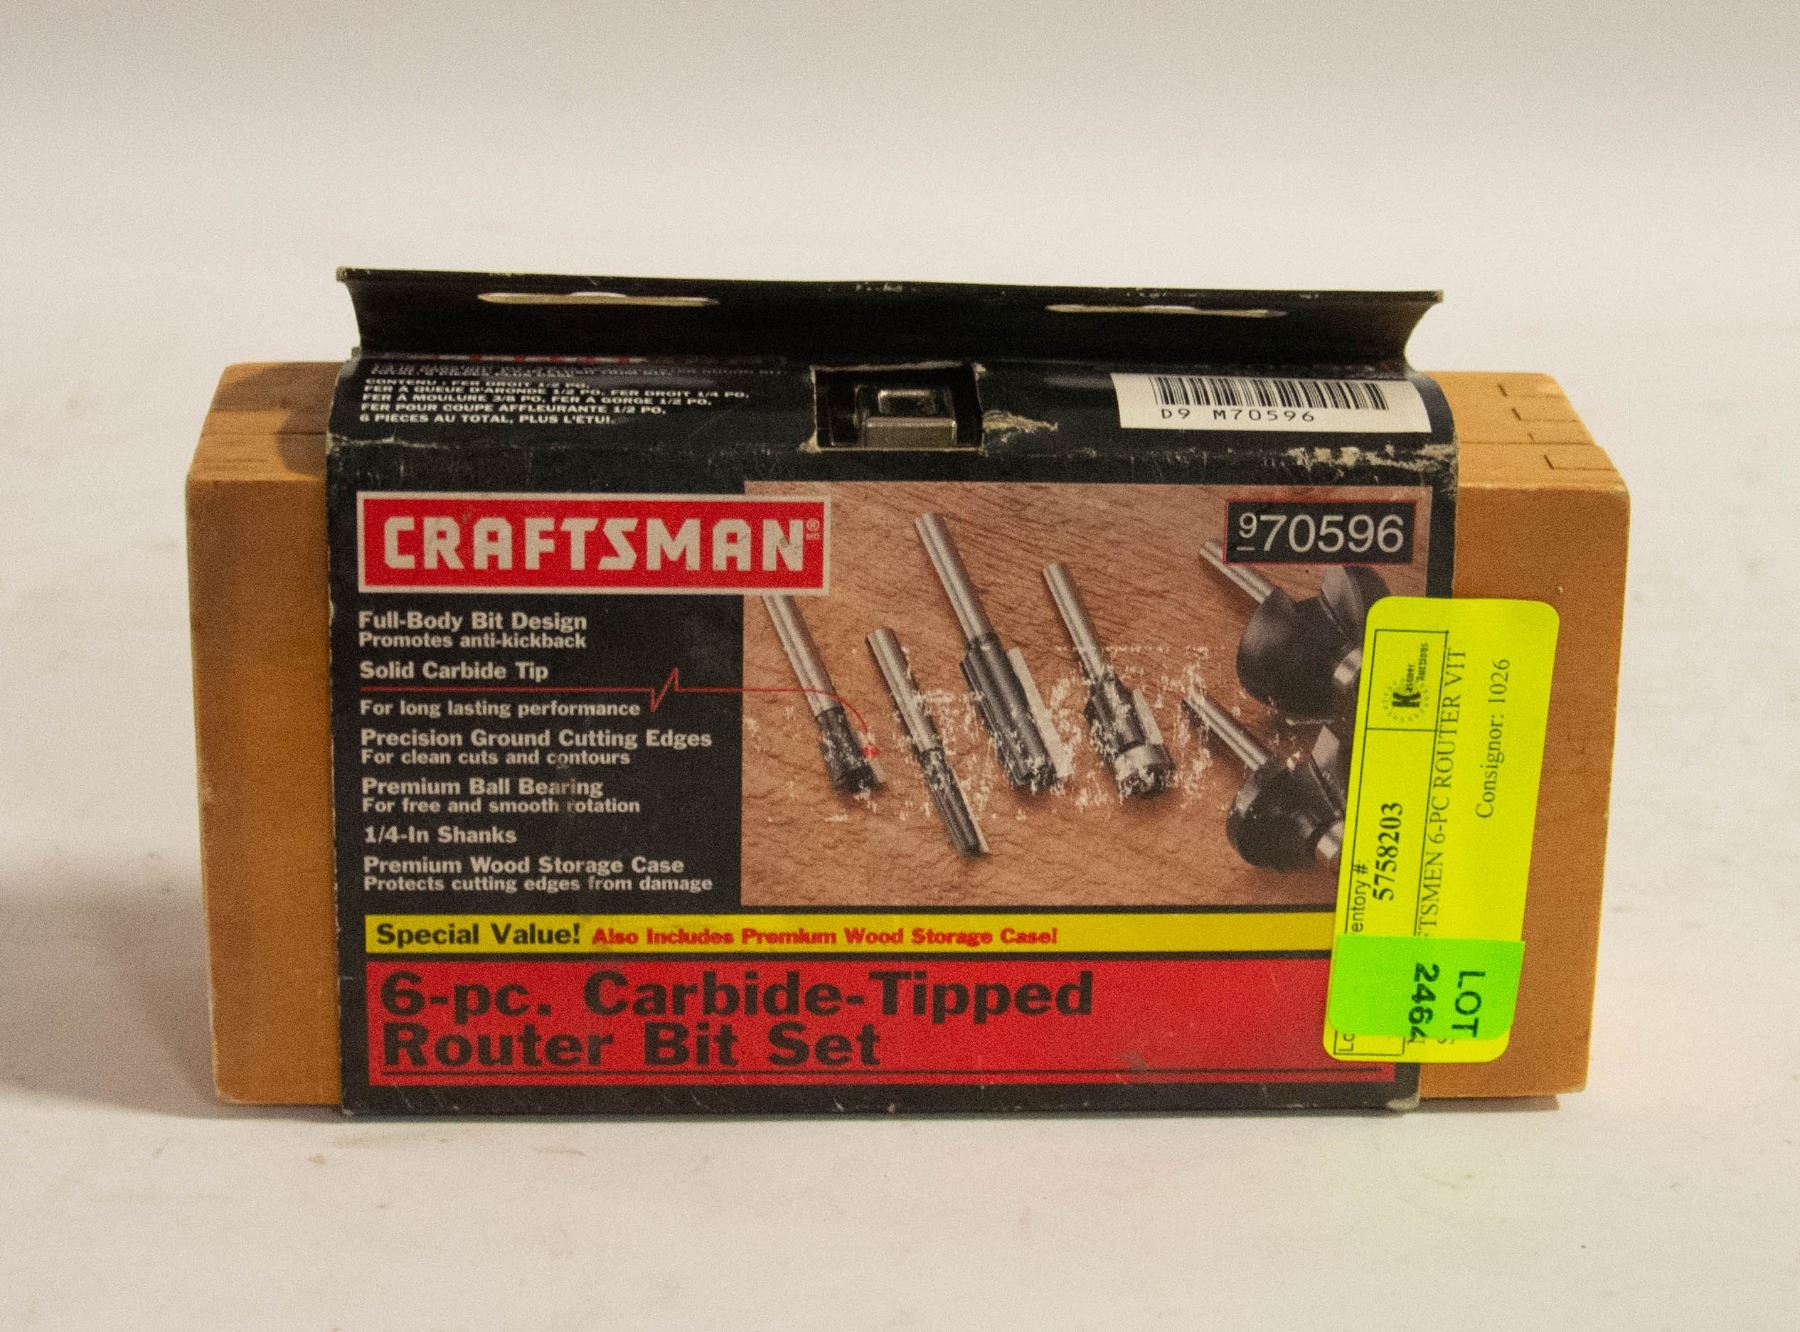 CONTENU : FER DROIT 1/4 PO,
FER A QUEUE D'ARONDE 1/2 PO, FER DROIT 1/4 PO.
FER A MOULURE 3/8 PO, FER A GORGE 1/2 PO,
FER POUR COUPE AFFLEURANTE 1/2 PO.
6 PIECES AU TOTAL, PLUS L'ETUI.
D9 M70596
CRAFTSMAN®
MD
970596
Full-Body Bit Design
Promotes anti-kickback
Solid Carbide Tip
For long lasting performance
Precision Ground Cutting Edges
For clean cuts and contours
Premium Ball Bearing
For free and smooth rotation
1/4-In Shanks
Premium Wood Storage Case
Protects cutting edges from damage
Special Value! Also Includes Premium Wood Storage Case!
6-pc. Carbide-Tipped
Router Bit Set
Kastner
Auctions
entory #:
5758203
TSMEN 6-PC ROUTER VIT
S
Consignor: 1026
LOT
2464